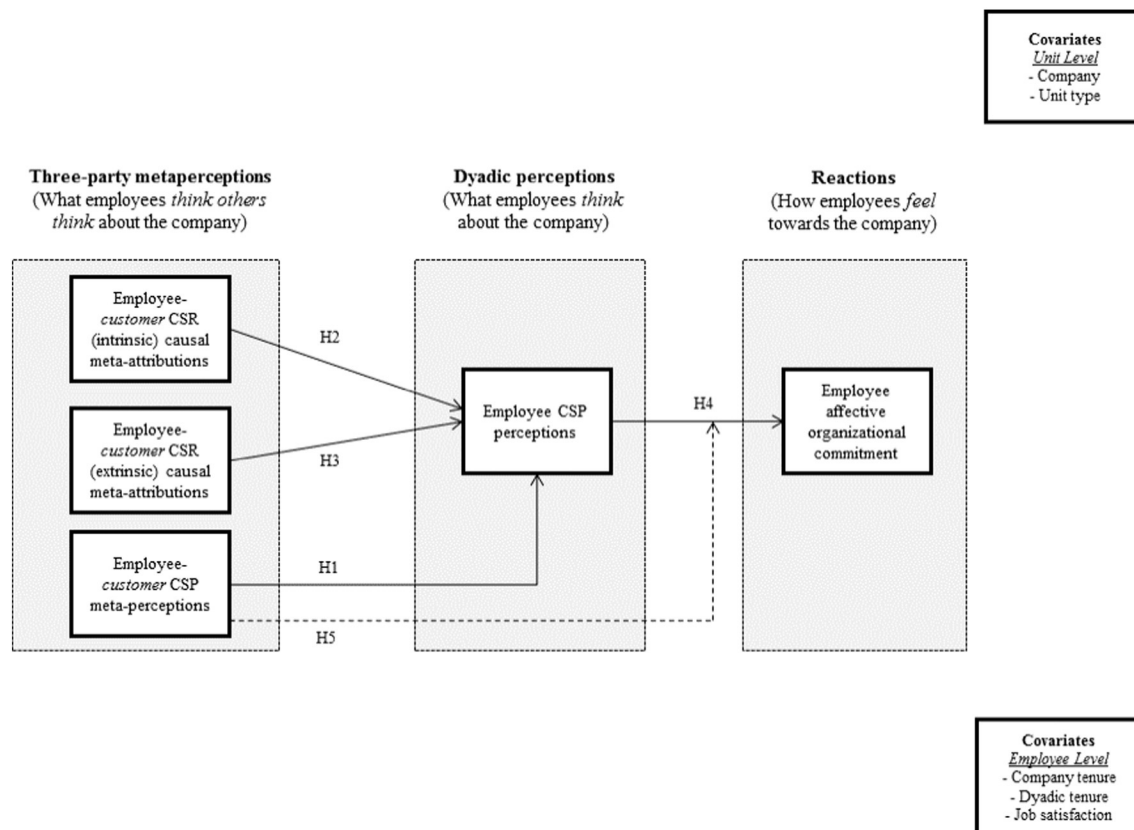 Covariates
Unit Level
- Company
- Unit type
Three-party metaperceptions
(What employees think others
think about the company)
Dyadic perceptions
(What employees think
about the company)
Reactions
(How employees feel
towards the company)
Employee-
customer CSR
(intrinsic) causal
meta-attributions
H2
Employee-
customer CSR
(extrinsic) causal
meta-attributions
H3
Employee-
customer CSP
meta-perceptions
H1
H5
Employee CSP
perceptions
H4
Employee
affective
organizational
commitment
Covariates
Employee Level
- Company tenure
- Dyadic tenure
- Job satisfaction